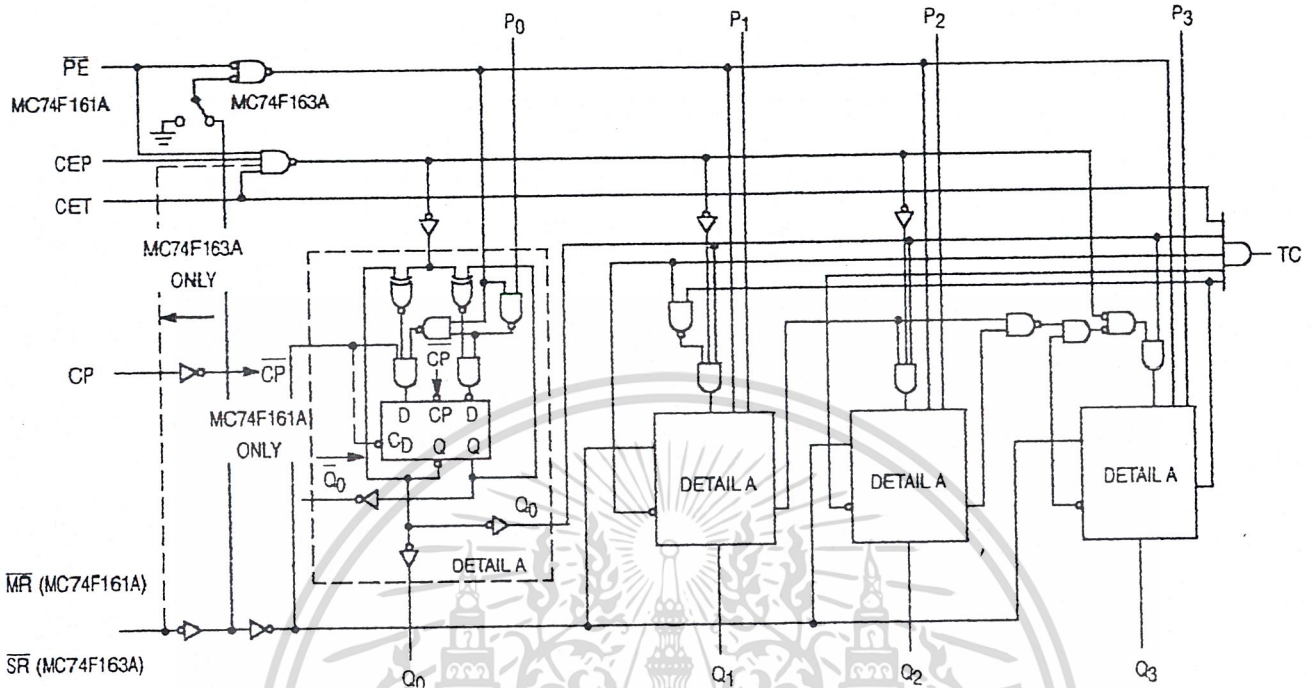 P0
P1
P2
P3
PE
MC74F161A
MC74F163A
CEP
CET
TC
MC74F163A
ONLY
CP
CP
CP
MC74F161A
ONLY
D
CP
D
CD
Q
Q
Q0
Q0
DETAIL A
DETAIL A
DETAIL A
DETAIL A
MR (MC74F161A)
SR (MC74F163A)
Q0
Q1
Q2
Q3